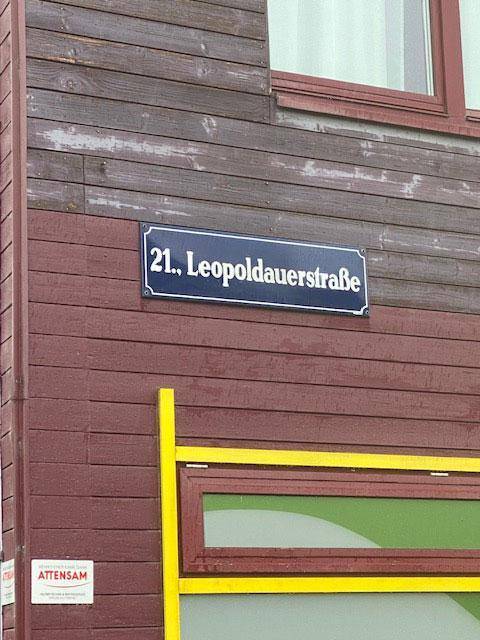 21., Leopoldauerstraße
ATTENSAM